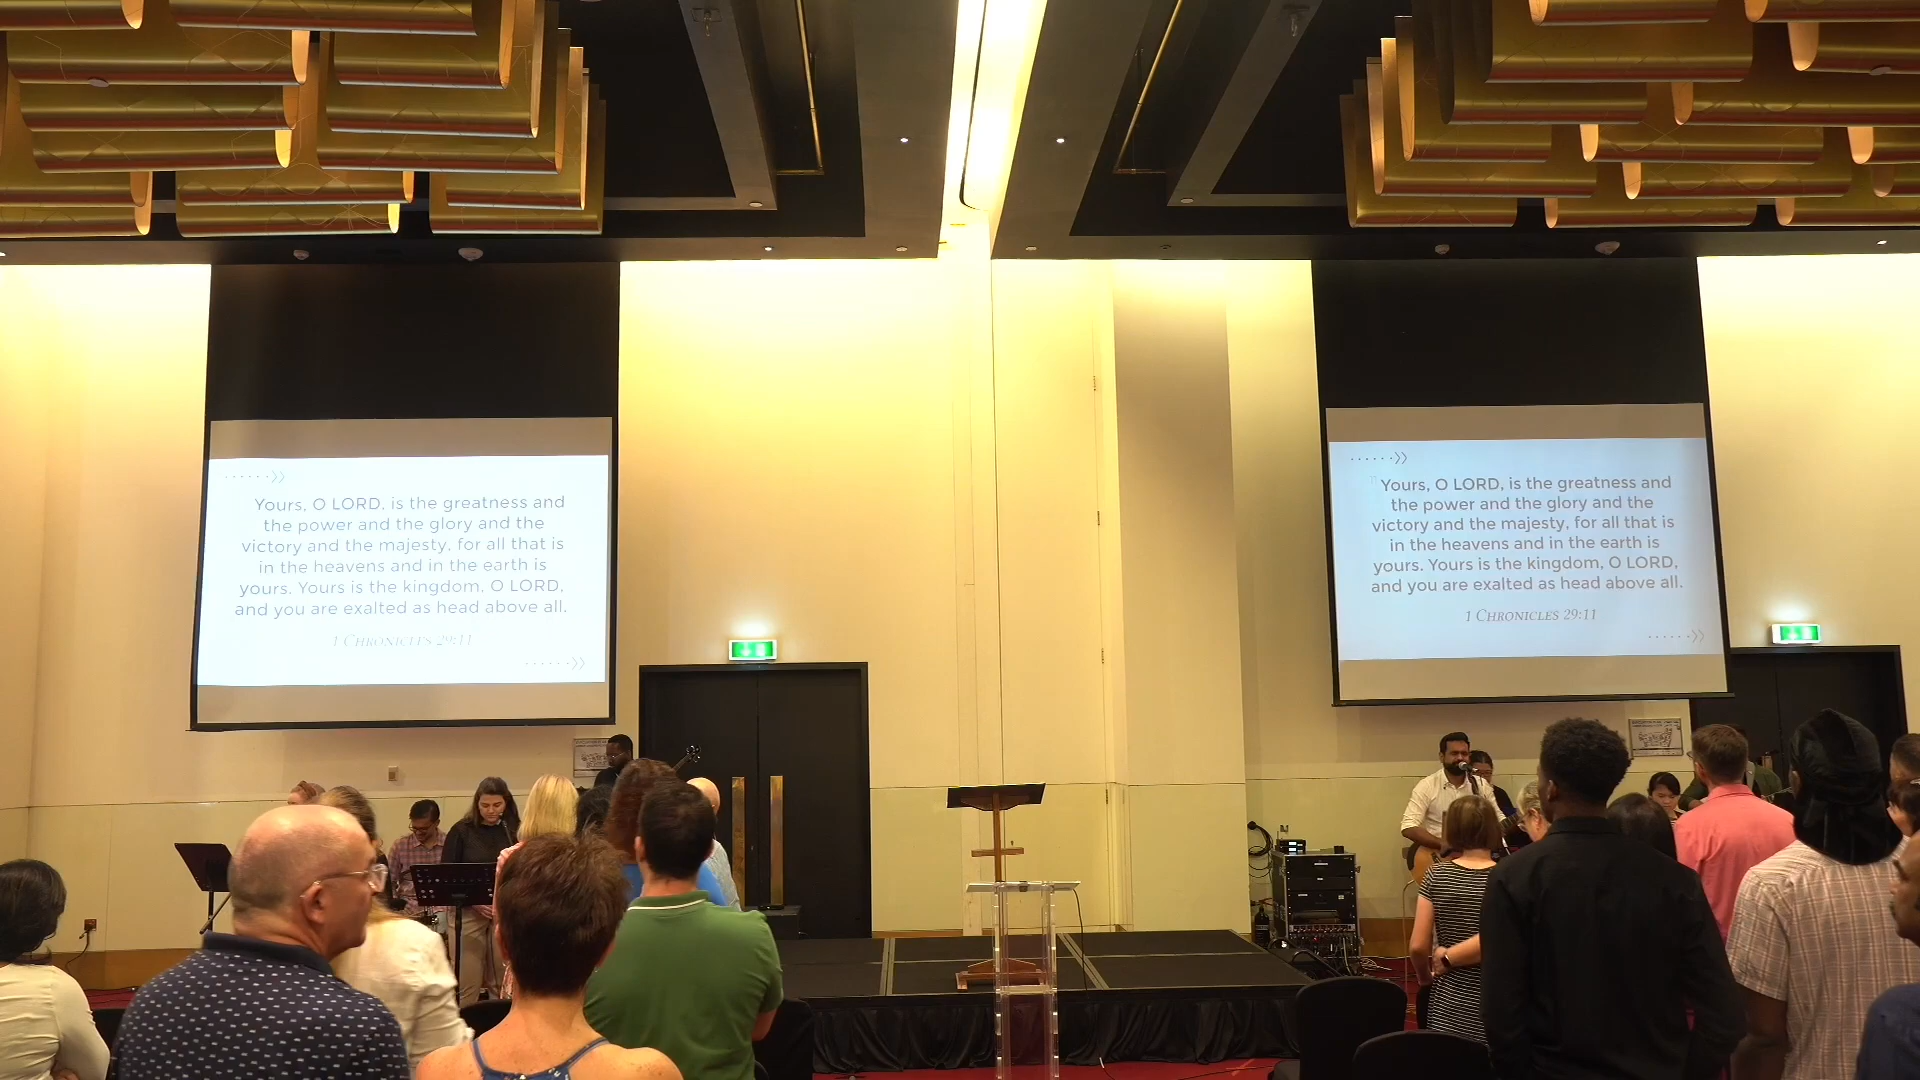 Yours, O LORD, is the greatness and
the power and the glory and the
victory and the majesty, for all that is
in the heavens and in the earth is
yours. Yours is the kingdom, O LORD,
and you are exalted as head above all.
1 CHRONICLES 29:11
Yours, O LORD, is the greatness and
the power and the glory and the
victory and the majesty, for all that is
in the heavens and in the earth is
yours. Yours is the kingdom, O LORD,
and you are exalted as head above all.
1 CHRONICLES 29:11